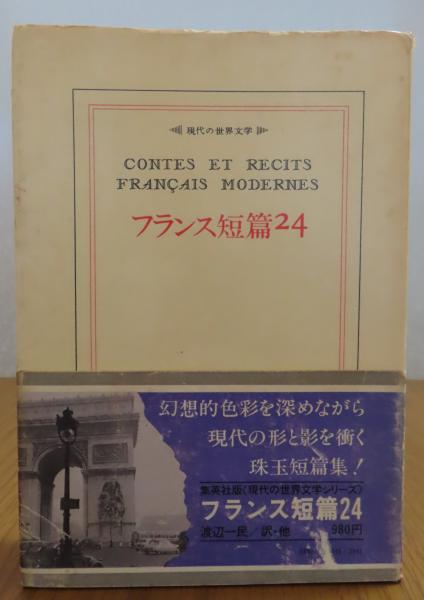 現代の世界文学
CONTES ET RECITS
FRANÇAIS MODERNES
フランス短篇24
幻想的色彩を深めながら
現代の形と影を衝く
珠玉短篇集!
集英社版〈現代の世界文学シリーズ〉
フランス短篇24
渡辺一民/訳・他 980円